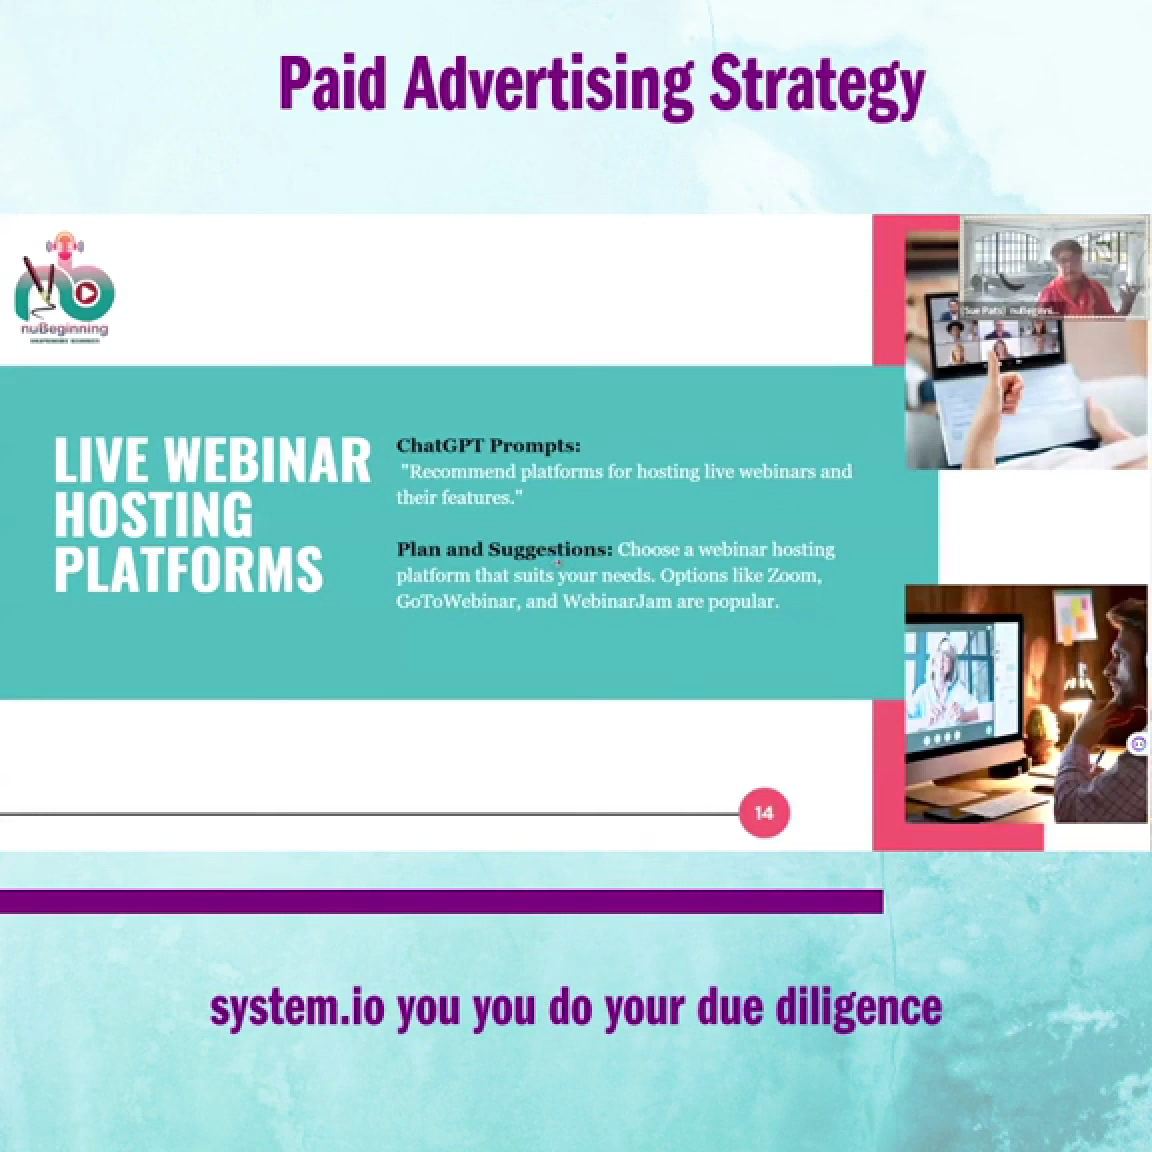 Paid Advertising Strategy
nuBeginning
LIVE WEBINAR
HOSTING
PLATFORMS
ChatGPT Prompts:
"Recommend platforms for hosting live webinars and
their features."
Plan and Suggestions: Choose a webinar hosting
platform that suits your needs. Options like Zoom,
GoToWebinar, and WebinarJam are popular.
14
system.io you you do your due diligence